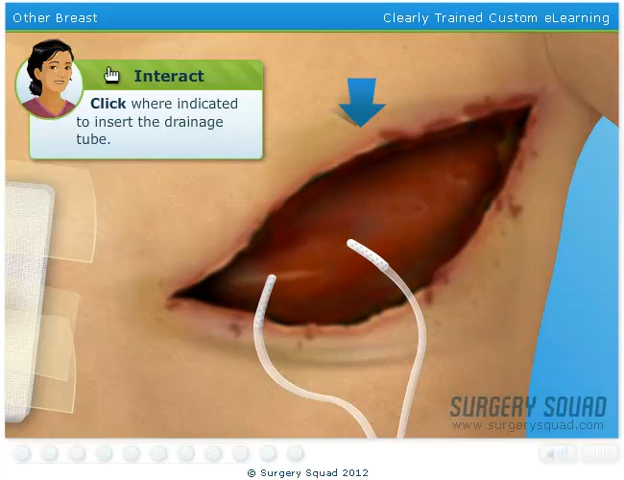 Other Breast
Clearly Trained Custom eLearning
Interact
Click where indicated
to insert the drainage
tube.
SURGERY SQUAD
www.surgerysquad.com
© Surgery Squad 2012